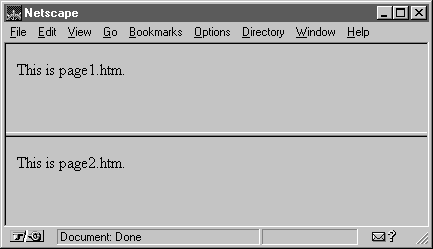 Netscape
File Edit View Go Bookmarks Options Directory Window Help
This is page1.htm.
This is page2.htm.
Document: Done
?